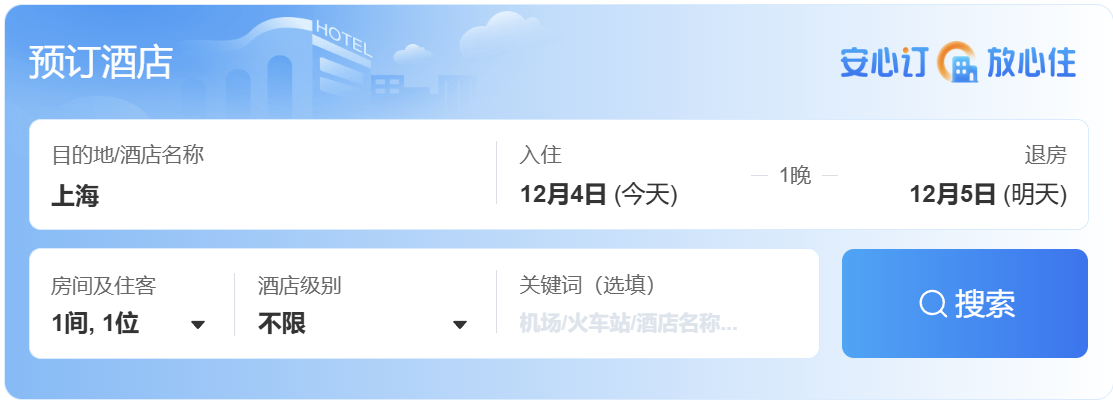 预订酒店
HOTEL
安心订 放心住
目的地/酒店名称
上海
入住
12月4日 (今天)
1晚
退房
12月5日 (明天)
房间及住客
1间, 1位
酒店级别
不限
关键词（选填）
机场/火车站/酒店名称...
搜索